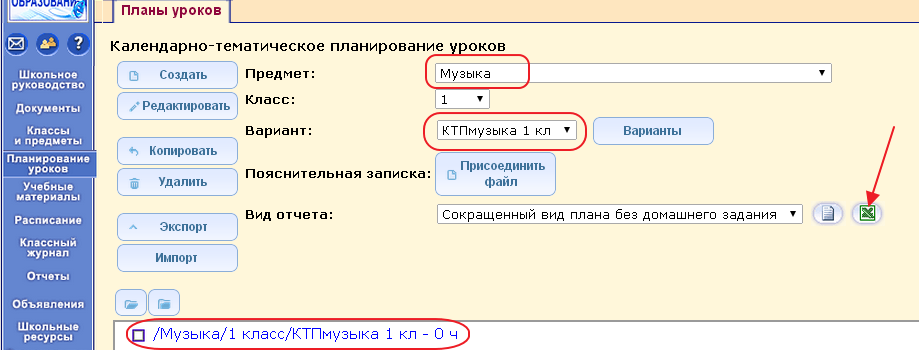 ОБРАЗОВАНИЯ
Планы уроков
Календарно-тематическое планирование уроков
Создать
Предмет:
Музыка
Редактировать
Класс:
1
Вариант:
КТПмузыка 1 кл
Варианты
Копировать
Удалить
Пояснительная записка:
Присоединить
файл
Вид отчета:
Сокращенный вид плана без домашнего задания
Экспорт
Импорт
/Музыка/1 класс/КТПмузыка 1 кл - 0 ч
?
Школьное
руководство
Документы
Классы
и предметы
Планирование
уроков
Учебные
материалы
Расписание
Классный
журнал
Отчеты
Объявления
Школьные
ресурсы